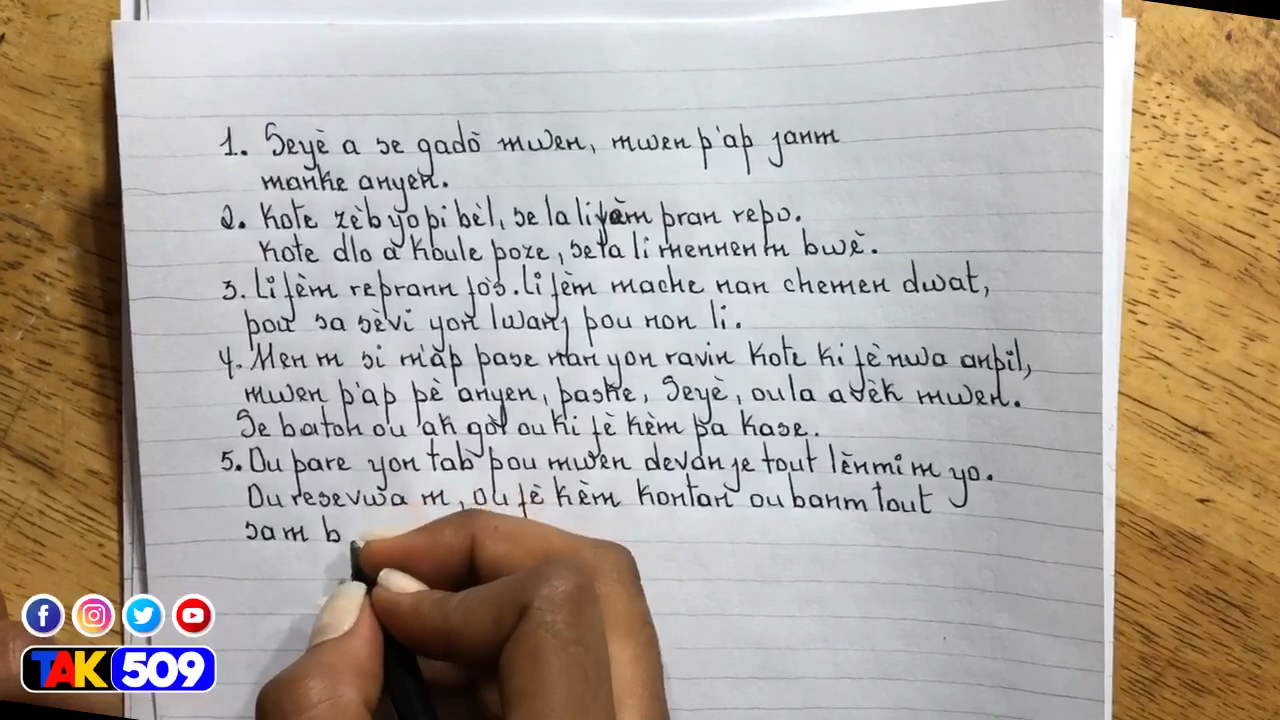 1. Seyè a se gadò mwen, mwen p'ap janm
manke anyen.
2. Kote zèb yo pi bèl, se la li fèm pran repo.
Kote dlo a koule poze, se la li mennen m bwè.
3. Li fèm reprann fòs. Li fèm mache nan chemen dwat,
pou sa sèvi yon lwanj pou non li.
4. Men m si m'ap pase nan yon ravin kote ki fè nwa anpil,
mwen p'ap pè anyen, paske, Seyè, ou la avèk mwen.
Se baton ou ak gòl ou ki fè kèm pa kase.
5. Ou pare yon tab pou mwen devan je tout lènmi m yo.
Ou resevwa m, ou fè kèm kontan ou banm tout
sam b
TAK 509